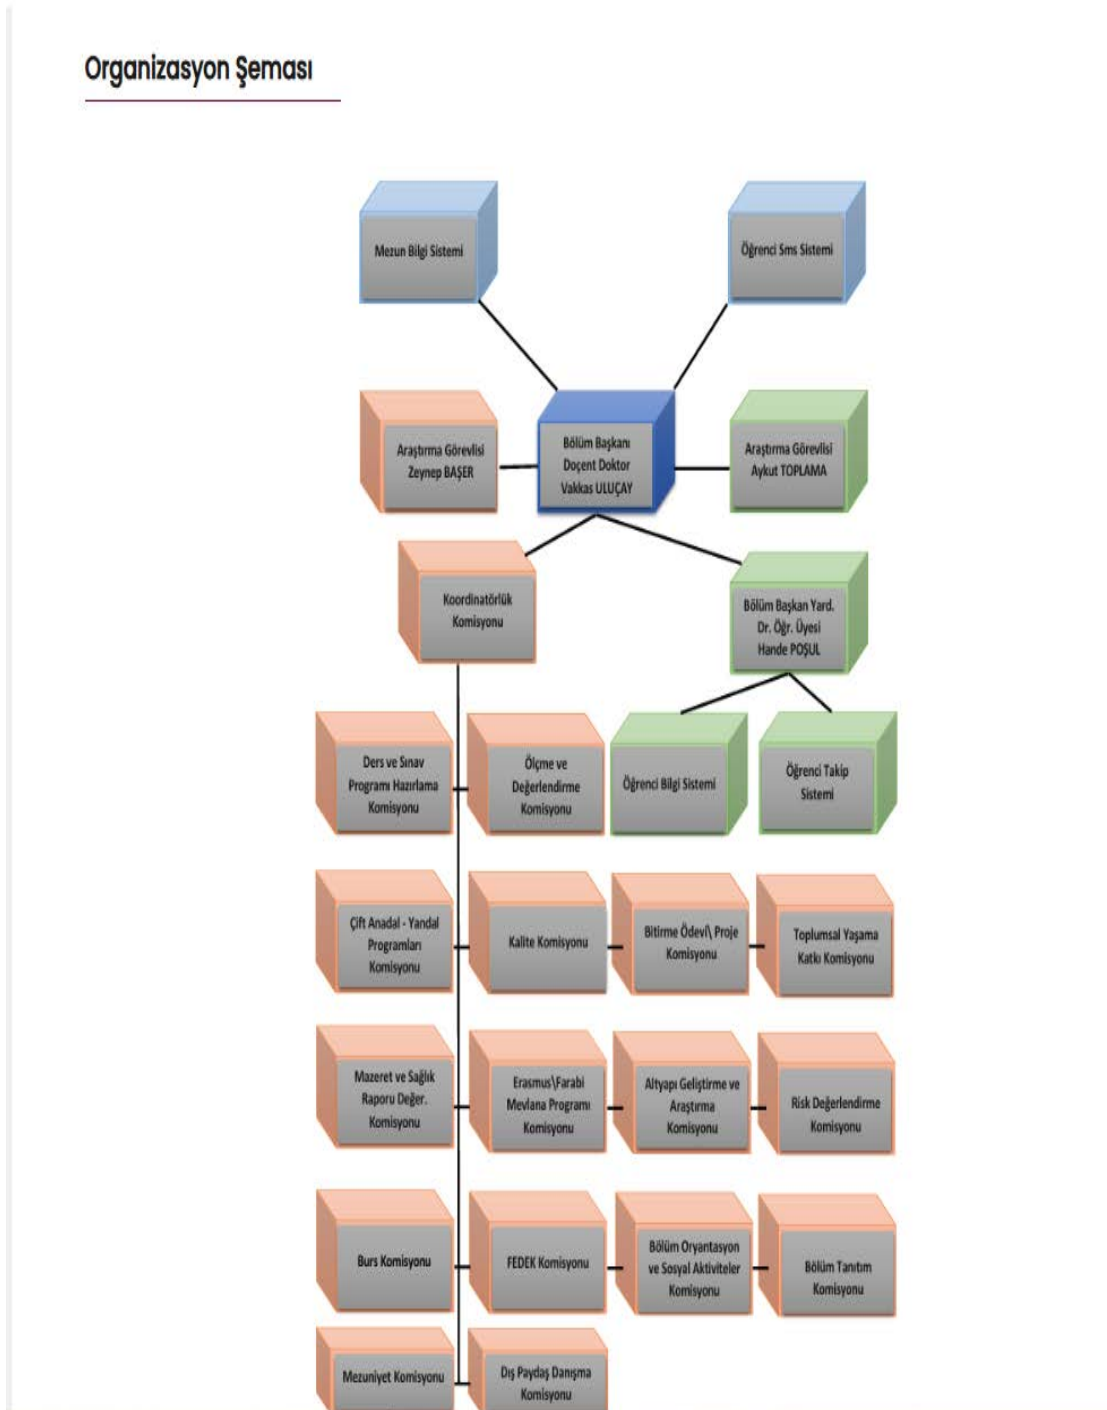 Organizasyon Şeması
Mezun Bilgi Sistemi
Öğrenci Sms Sistemi
Araştırma Görevlisi
Zeynep BAŞER
Bölüm Başkanı
Doçent Doktor
Vakkas ULUÇAY
Araştırma Görevlisi
Aykut TOPLAMA
Koordinatörlük
Komisyonu
Bölüm Başkan Yard.
Dr. Öğr. Üyesi
Hande POŞUL
Ders ve Sınav
Programı Hazırlama
Komisyonu
Ölçme ve
Değerlendirme
Komisyonu
Öğrenci Bilgi Sistemi
Öğrenci Takip
Sistemi
Çift Anadal - Yandal
Programları
Komisyonu
Kalite Komisyonu
Bitirme Ödevi\ Proje
Komisyonu
Toplumsal Yaşama
Katkı Komisyonu
Mazeret ve Sağlık
Raporu Değer.
Komisyonu
Erasmus\Farabi
Mevlana Programı
Komisyonu
Altyapı Geliştirme ve
Araştırma
Komisyonu
Risk Değerlendirme
Komisyonu
Burs Komisyonu
FEDEK Komisyonu
Bölüm Oryantasyon
ve Sosyal Aktiviteler
Komisyonu
Bölüm Tanıtım
Komisyonu
Mezuniyet Komisyonu
Dış Paydaş Danışma
Komisyonu